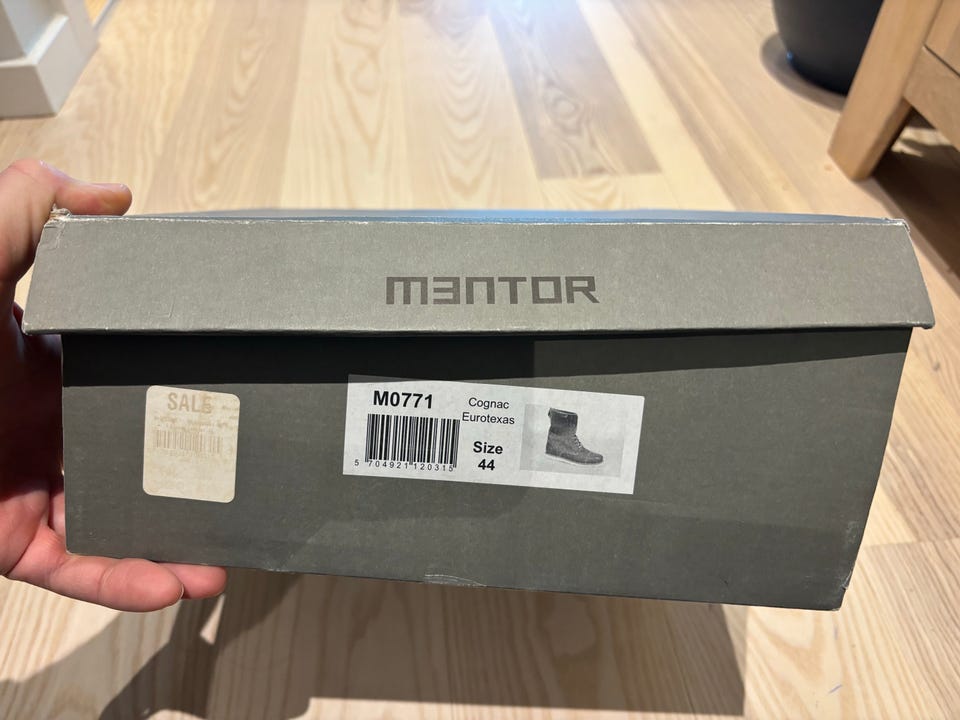 MENTOR
SALE
M0771
Cognac
Eurotexas
5 704921 120315
Size
44